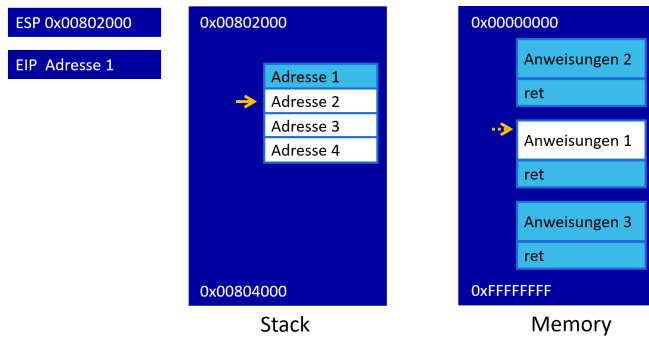 ESP 0x00802000
EIP Adresse 1
0x00802000
Adresse 1
Adresse 2
Adresse 3
Adresse 4
0x00804000
Stack
0x00000000
Anweisungen 2
ret
Anweisungen 1
ret
Anweisungen 3
ret
0xFFFFFFFF
Memory